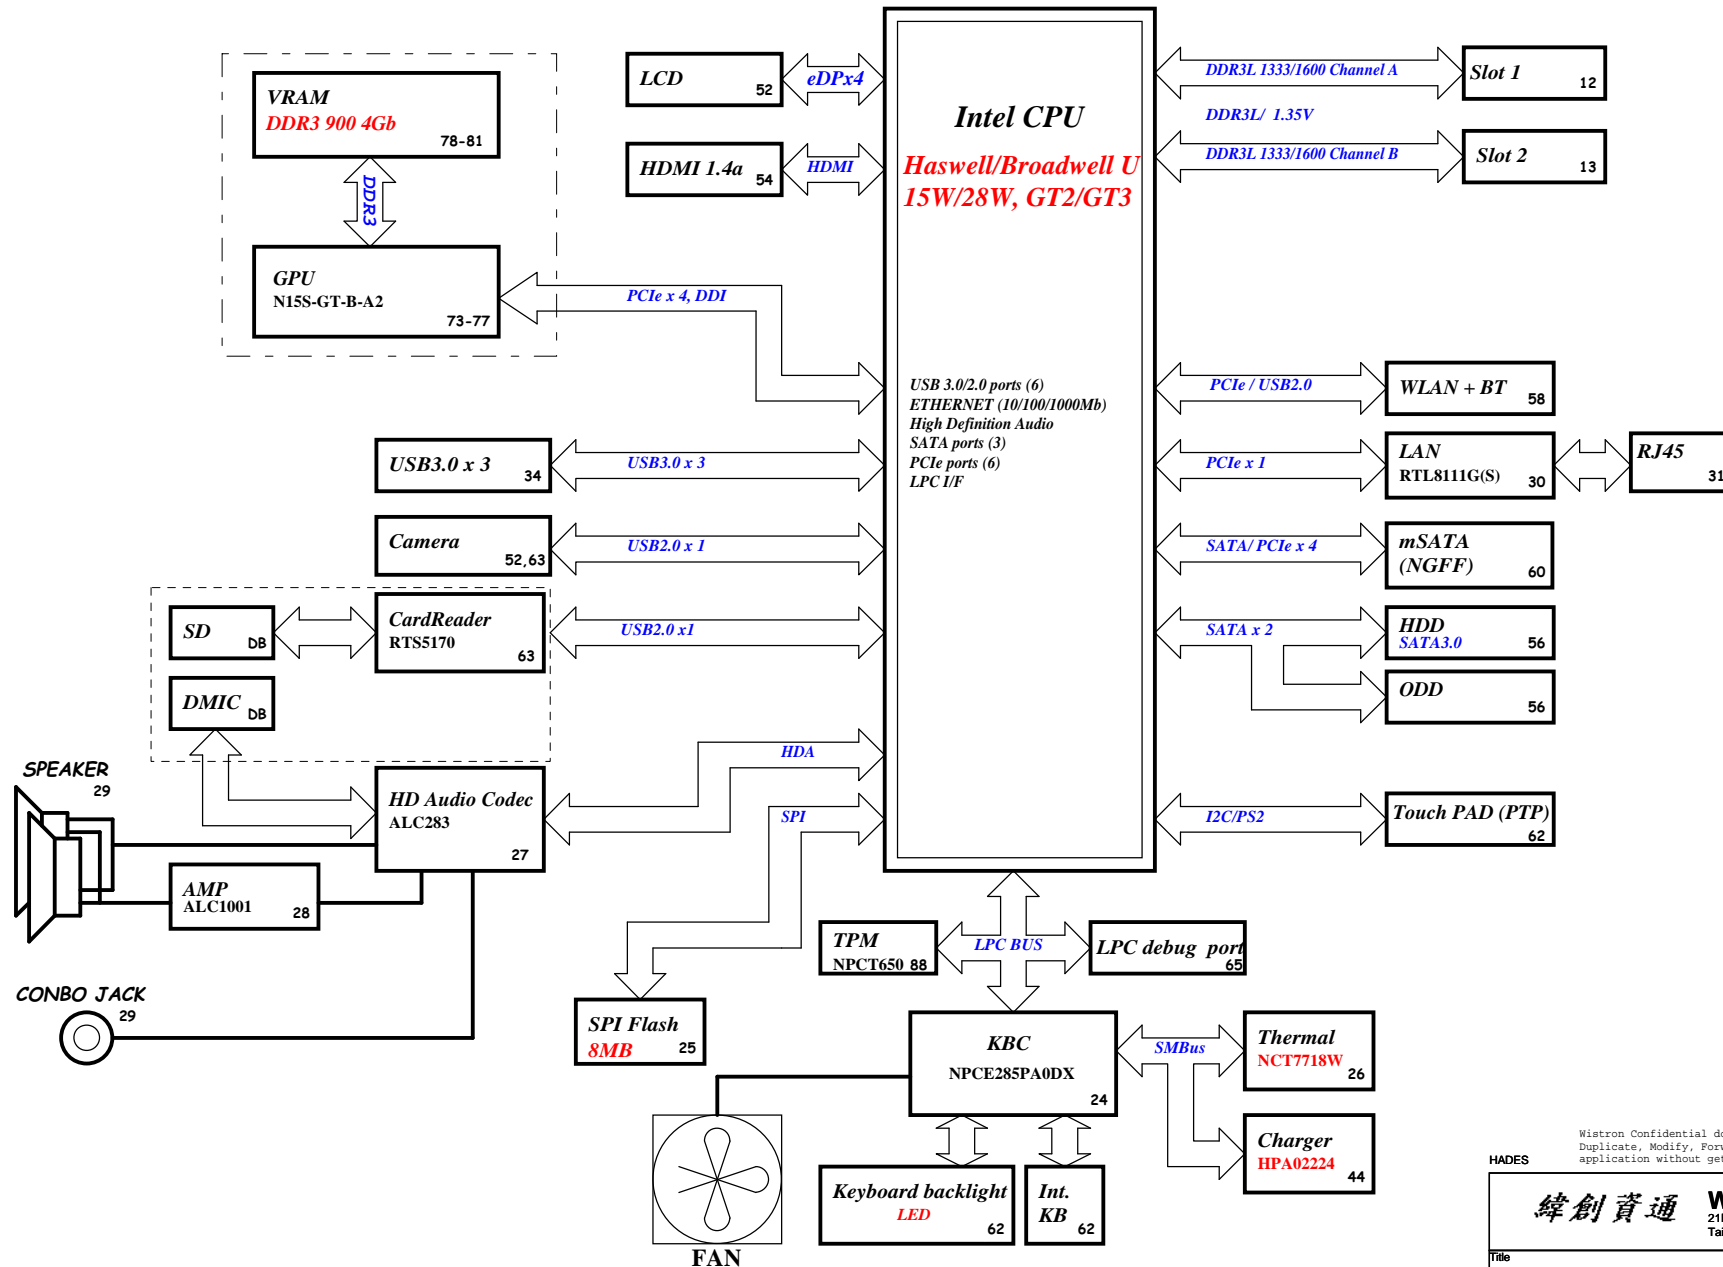 VRAM
DDR3 900 4Gb
78-81
DDR3
GPU
N15S-GT-B-A2
73-77
PCIe x 4, DDI
LCD
52
eDPx4
HDMI 1.4a
54
HDMI
Intel CPU
Haswell/Broadwell U
15W/28W, GT2/GT3
USB 3.0/2.0 ports (6)
ETHERNET (10/100/1000Mb)
High Definition Audio
SATA ports (3)
PCIe ports (6)
LPC I/F
DDR3L 1333/1600 Channel A
Slot 1
12
DDR3L/ 1.35V
DDR3L 1333/1600 Channel B
Slot 2
13
PCIe / USB2.0
WLAN + BT
58
PCIe x 1
LAN
RTL8111G(S)
30
RJ45
31
SATA/ PCIe x 4
mSATA
(NGFF)
60
SATA x 2
HDD
SATA3.0
56
ODD
56
I2C/PS2
Touch PAD (PTP)
62
USB3.0 x 3
34
USB3.0 x 3
Camera
52,63
USB2.0 x 1
SD
DB
CardReader
RTS5170
63
USB2.0 x1
DMIC
DB
HDA
SPI
SPEAKER
29
HD Audio Codec
ALC283
27
AMP
ALC1001
28
CONBO JACK
29
SPI Flash
8MB
25
TPM
NPCT650 88
LPC BUS
LPC debug port
65
KBC
NPCE285PA0DX
24
SMBus
Thermal
NCT7718W
26
Charger
HPA02224
44
FAN
Keyboard backlight
LED
62
Int.
KB
62
Wistron Confidential
Duplicate, Modify,
application without
HADES
緯創資通
Title